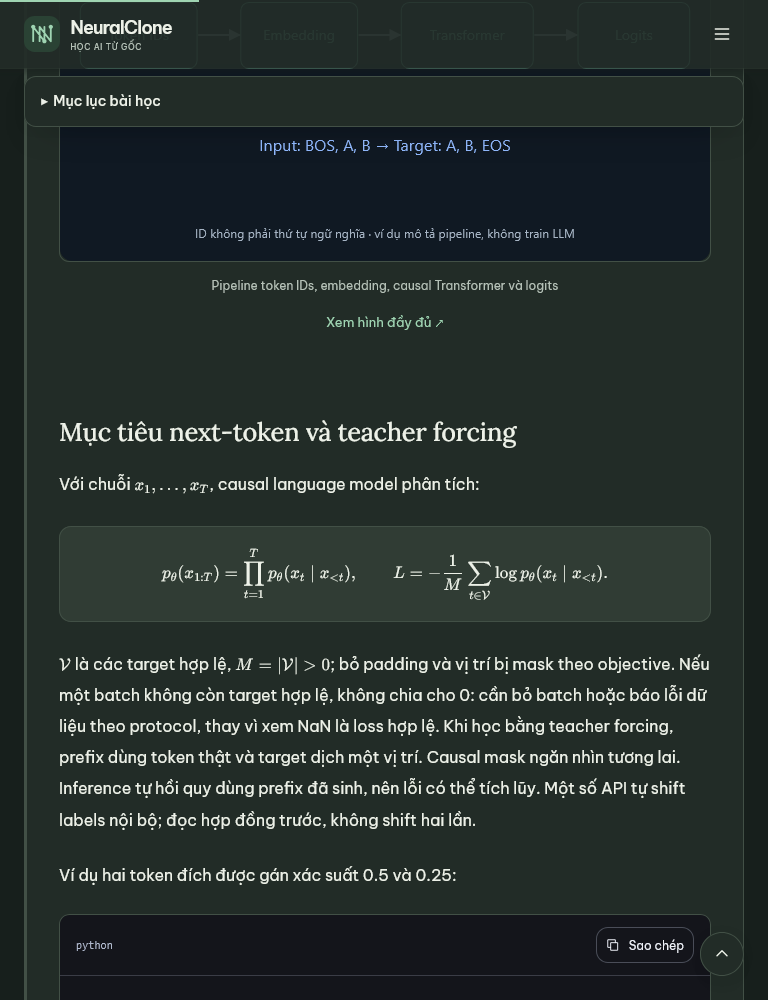 NeuralClone
HỌC AI TỪ GỐC
Embedding
Transformer
Logits
▸ Mục lục bài học
Input: BOS, A, B → Target: A, B, EOS
ID không phải thứ tự ngữ nghĩa · ví dụ mô tả pipeline, không train LLM
Pipeline token IDs, embedding, causal Transformer và logits
Xem hình đầy đủ ↗
Mục tiêu next-token và teacher forcing
Với chuỗi x₁, . . . , x_T, causal language model phân tích:
p_θ(x_{1:T}) = ∏_{t=1}^{T} p_θ(x_t | x_{<t}), L = −\frac{1}{M} ∑_{t∈𝒱} log p_θ(x_t | x_{<t}).
𝒱 là các target hợp lệ, M = |𝒱| > 0; bỏ padding và vị trí bị mask theo objective. Nếu
một batch không còn target hợp lệ, không chia cho 0: cần bỏ batch hoặc báo lỗi dữ
liệu theo protocol, thay vì xem NaN là loss hợp lệ. Khi học bằng teacher forcing,
prefix dùng token thật và target dịch một vị trí. Causal mask ngăn nhìn tương lai.
Inference tự hồi quy dùng prefix đã sinh, nên lỗi có thể tích lũy. Một số API tự shift
labels nội bộ; đọc hợp đồng trước, không shift hai lần.
Ví dụ hai token đích được gán xác suất 0.5 và 0.25:
python
Sao chép